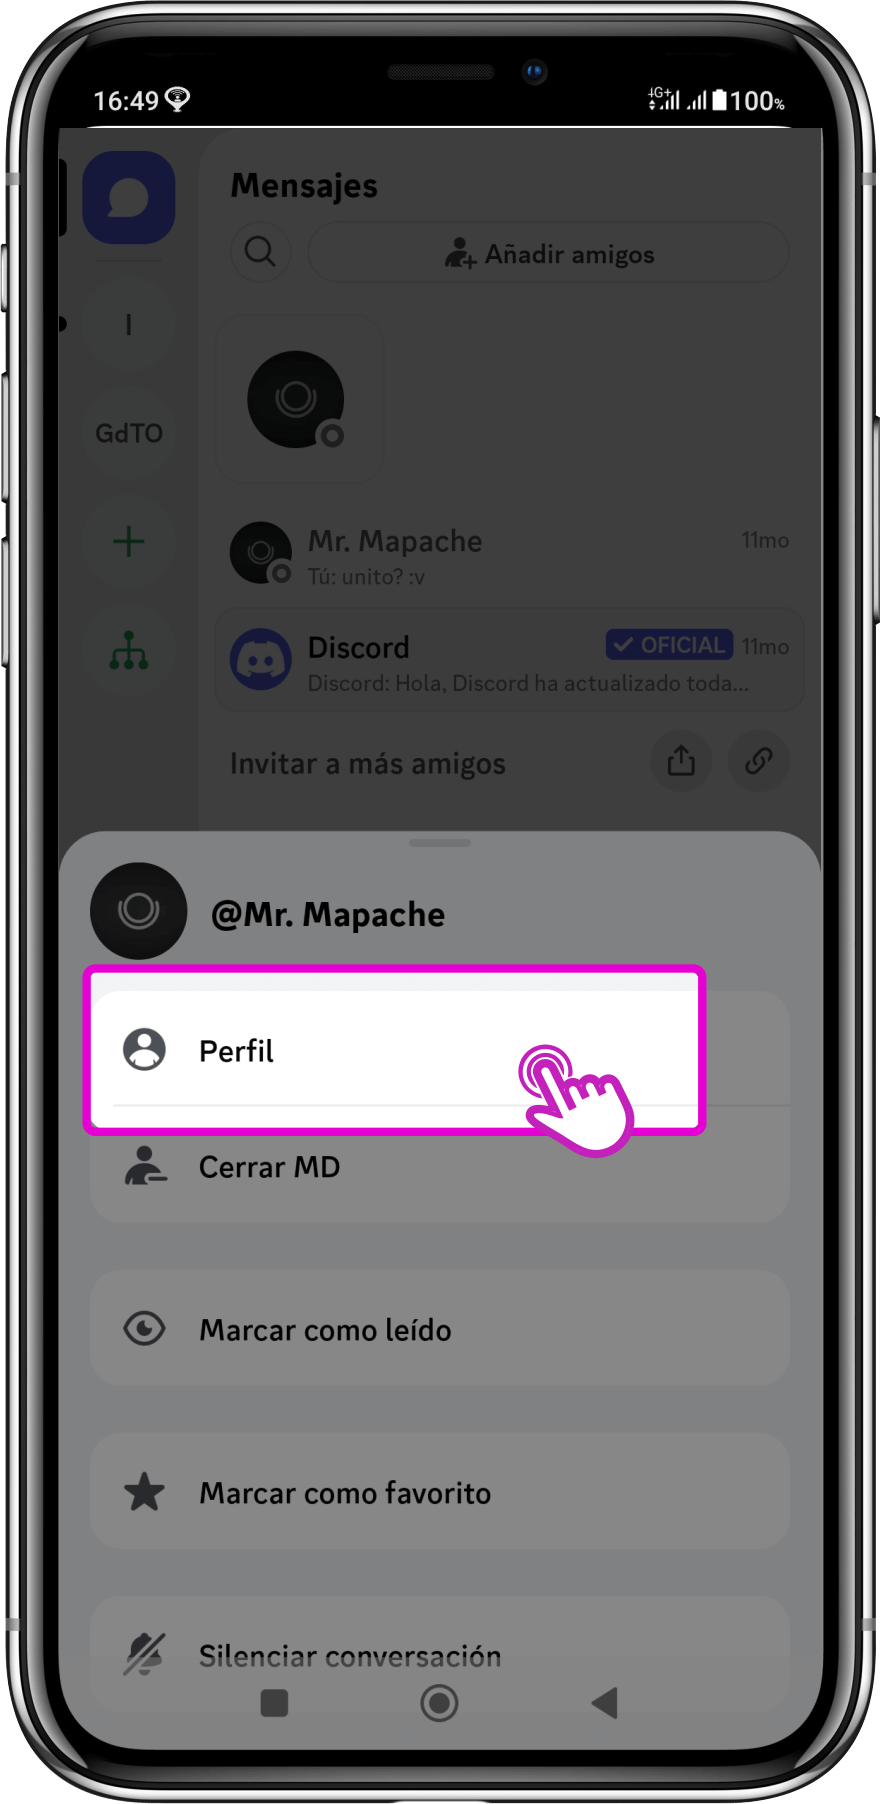 16:49
4G+
100%
Mensajes
Añadir amigos
I
GdTO
Mr. Mapache
11mo
Tú: unito? :v
Discord
OFICIAL
11mo
Discord: Hola, Discord ha actualizado toda...
Invitar a más amigos
@Mr. Mapache
Perfil
Cerrar MD
Marcar como leído
Marcar como favorito
Silenciar conversación